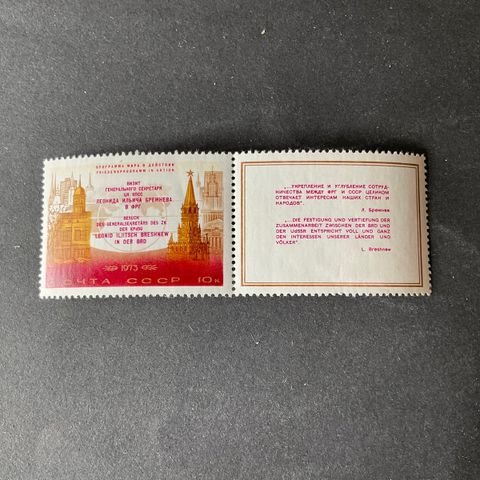 ПРОГРАММА МИРА В ДЕЙСТВИИ
FRIEDENSPROGRAMM IN AKTION
ВИЗИТ
ГЕНЕРАЛЬНОГО СЕКРЕТАРЯ
ЦК КПСС
ЛЕОНИДА ИЛЬИЧА БРЕЖНЕВА
В ФРГ
BESUCH
DES GENERALSEKRETÄRS DES ZK
DER KPDSU
LEONID ILJITSCH BRESHNEW
IN DER BRD
1973
ПОЧТА СССР 10к
„...УКРЕПЛЕНИЕ И УГЛУБЛЕНИЕ СОТРУД-
НИЧЕСТВА МЕЖДУ ФРГ И СССР ЦЕЛИКОМ
ОТВЕЧАЕТ ИНТЕРЕСАМ НАШИХ СТРАН И
НАРОДОВ".
Л. Брежнев
„...DIE FESTIGUNG UND VERTIEFUNG DER
ZUSAMMENARBEIT ZWISCHEN DER BRD UND
DER UdSSR ENTSPRICHT VOLL UND GANZ
DEN INTERESSEN UNSERER LÄNDER UND
VÖLKER".
L. Breshnew